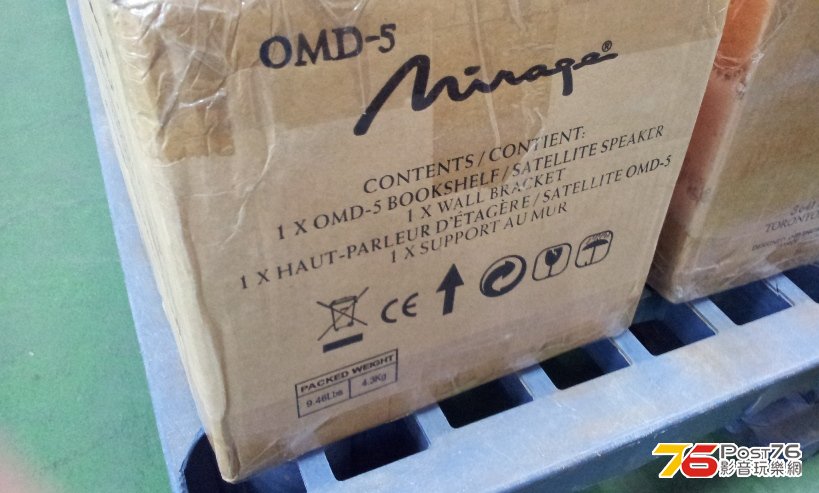 OMD-5
Mirage®
CONTENTS / CONTIENT:
1 X OMD-5 BOOKSHELF / SATELLITE SPEAKER
1 X WALL BRACKET
1 X HAUT-PARLEUR D'ÉTAGÈRE / SATELLITE OMD-5
1 X SUPPORT AU MUR
CE
PACKED WEIGHT
9.46Lbs 4.3Kg
TORONTO
76 Post76
影音玩樂網